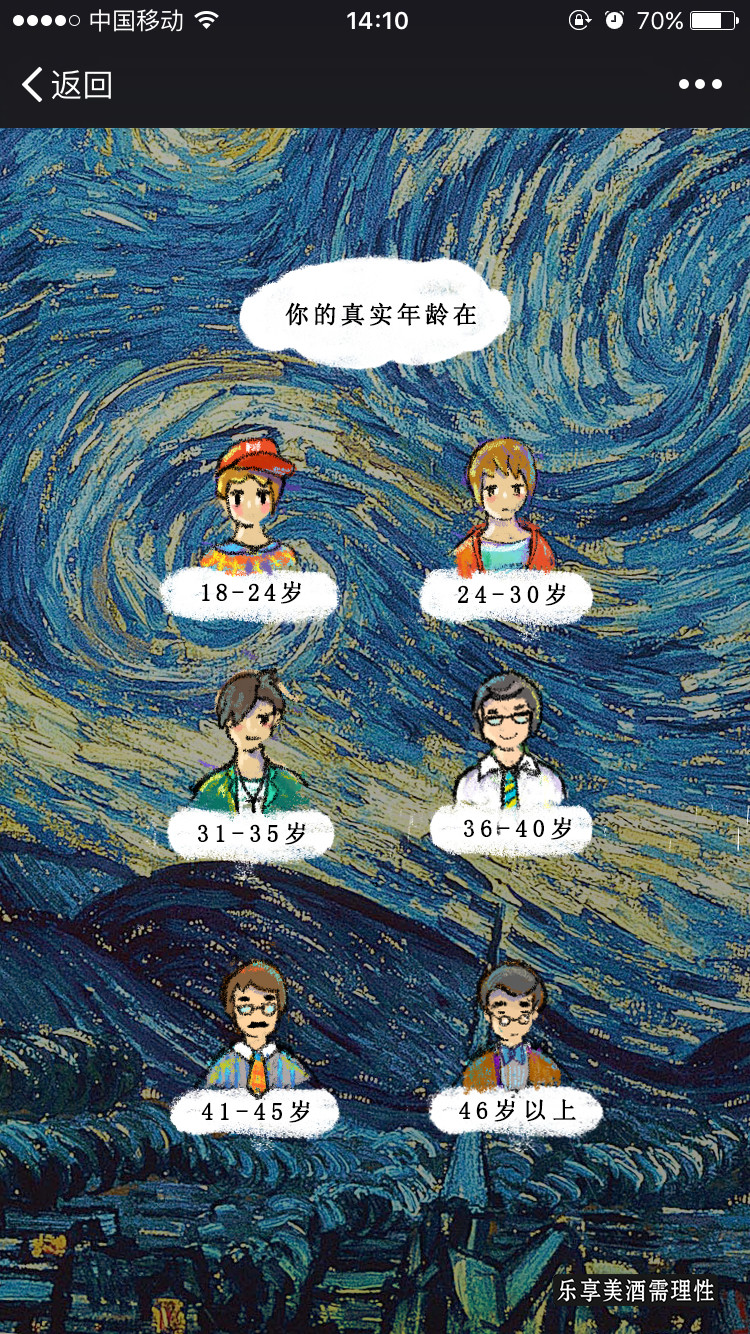 中国移动 14:10 70%
返回
你的真实年龄在
18-24岁 24-30岁
31-35岁 36-40岁
41-45岁 46岁以上
乐享美酒需理性